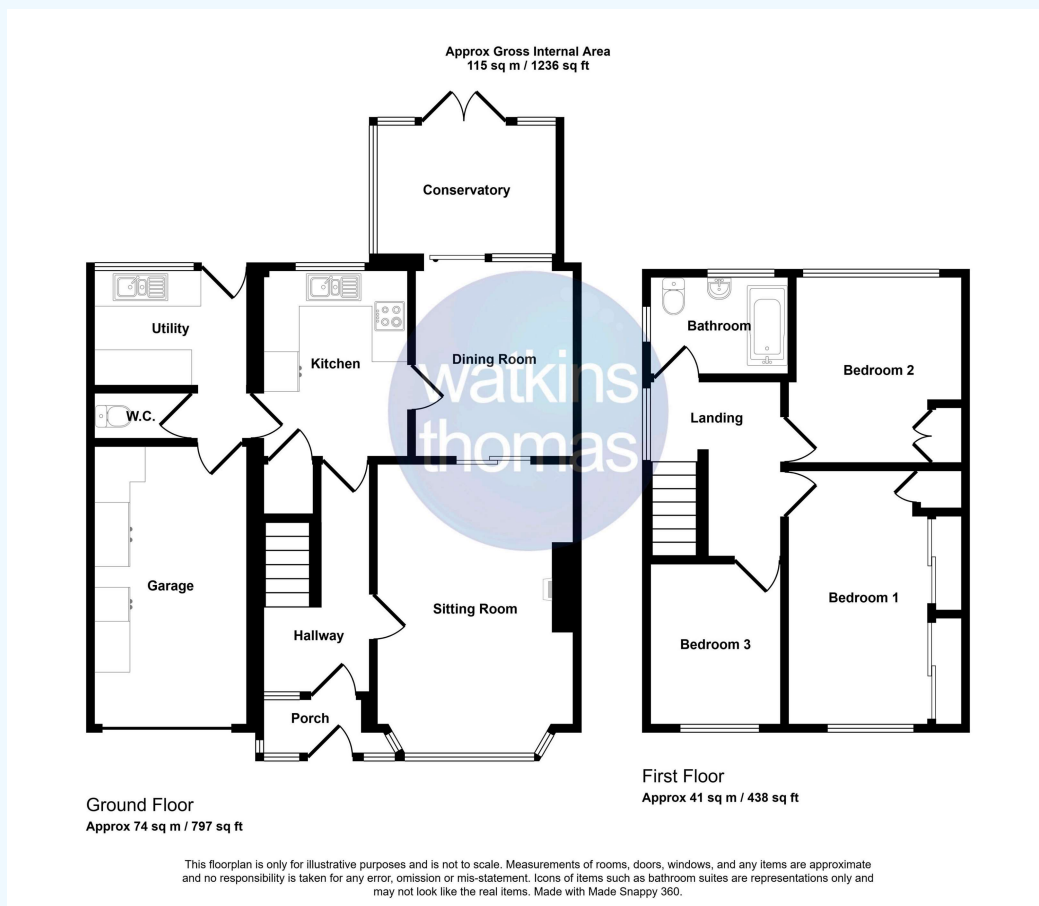 Approx Gross Internal Area
115 sq m / 1236 sq ft
Conservatory
Utility
Kitchen
Dining Room
W.C.
watkins
thomas
Garage
Sitting Room
Hallway
Porch
Bathroom
Bedroom 2
Landing
Bedroom 1
Bedroom 3
Ground Floor
Approx 74 sq m / 797 sq ft
First Floor
Approx 41 sq m / 438 sq ft
This floorplan is only for illustrative purposes and is not to scale. Measurements of rooms, doors, windows, and any items are approximate
and no responsibility is taken for any error, omission or mis-statement. Icons of items such as bathroom suites are representations only and
may not look like the real items. Made with Made Snappy 360.